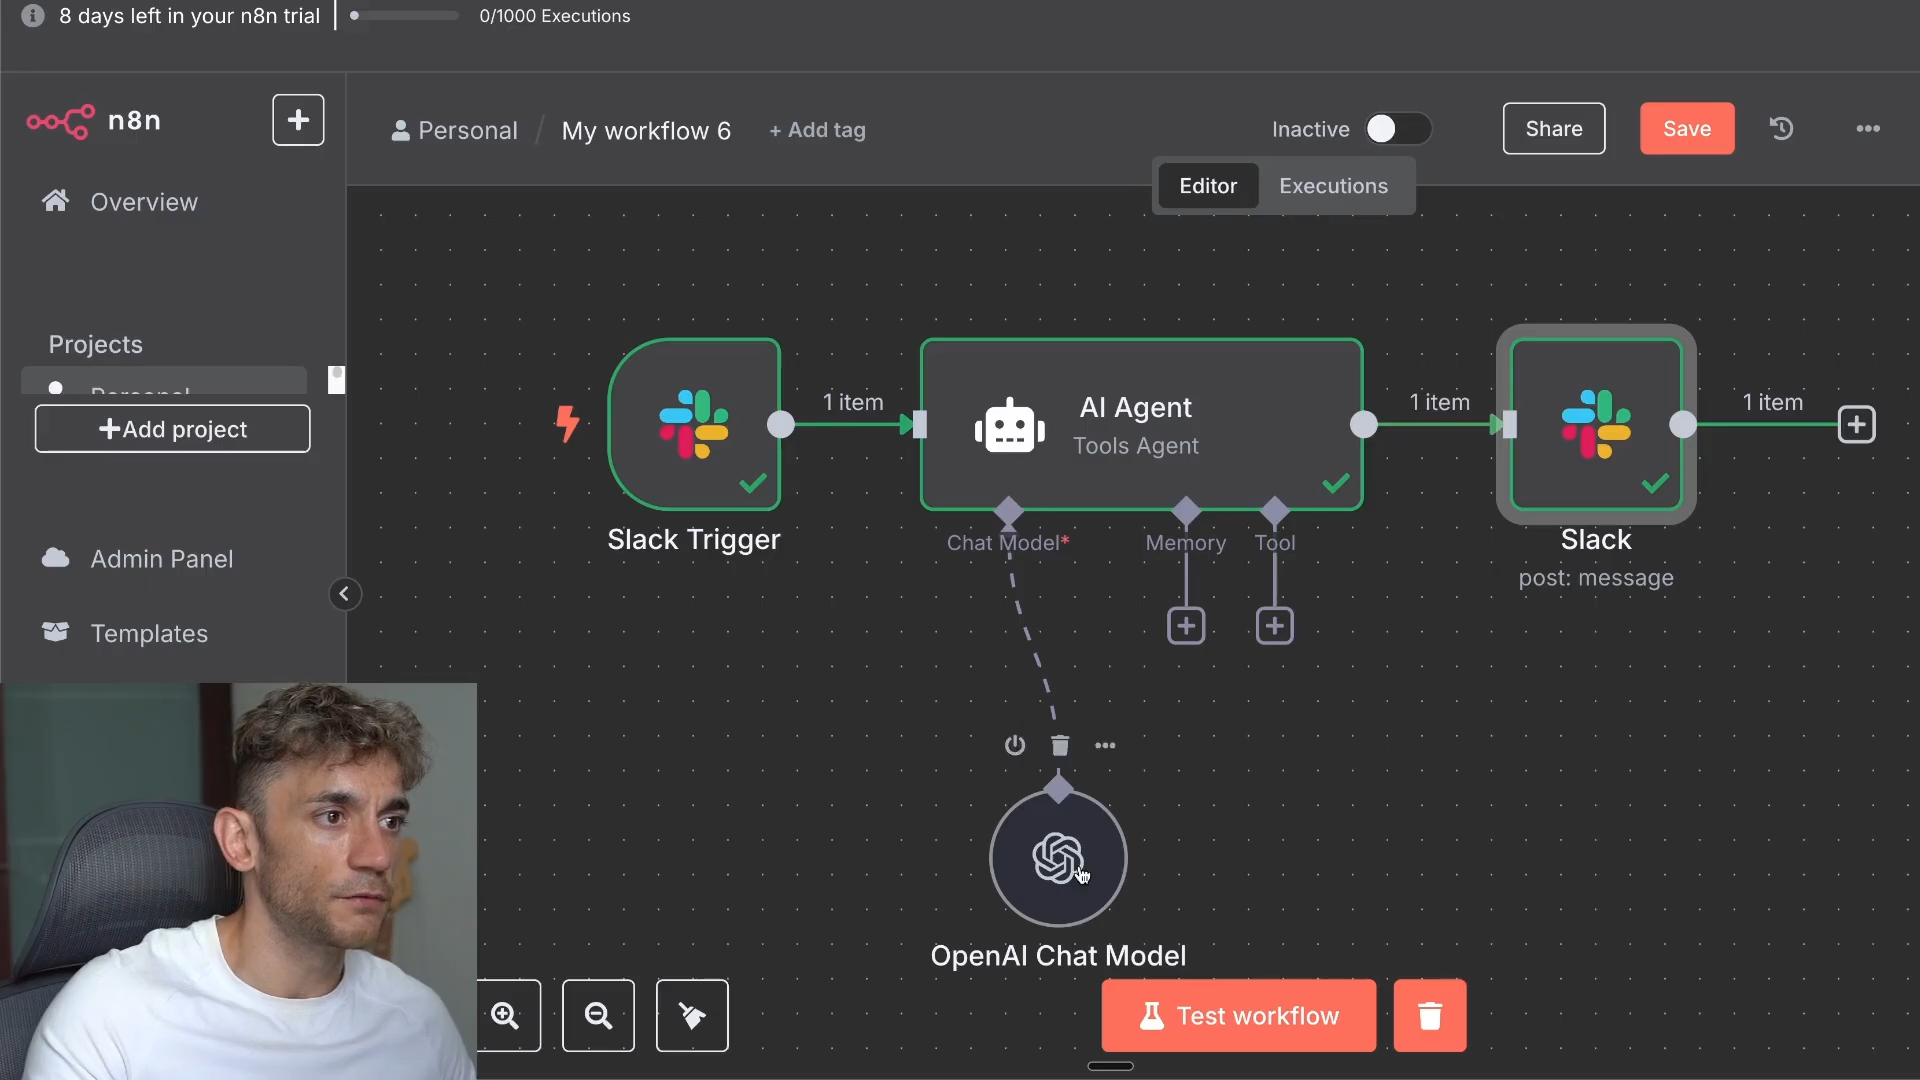 8 days left in your n8n trial
0/1000 Executions
n8n
Personal / My workflow 6
+ Add tag
Inactive
Share
Save
Editor
Executions
Overview
Projects
Personal
+Add project
Admin Panel
Templates
1 item
AI Agent
Tools Agent
1 item
1 item
Slack Trigger
Chat Model*
Memory
Tool
Slack
post: message
OpenAI Chat Model
Test workflow